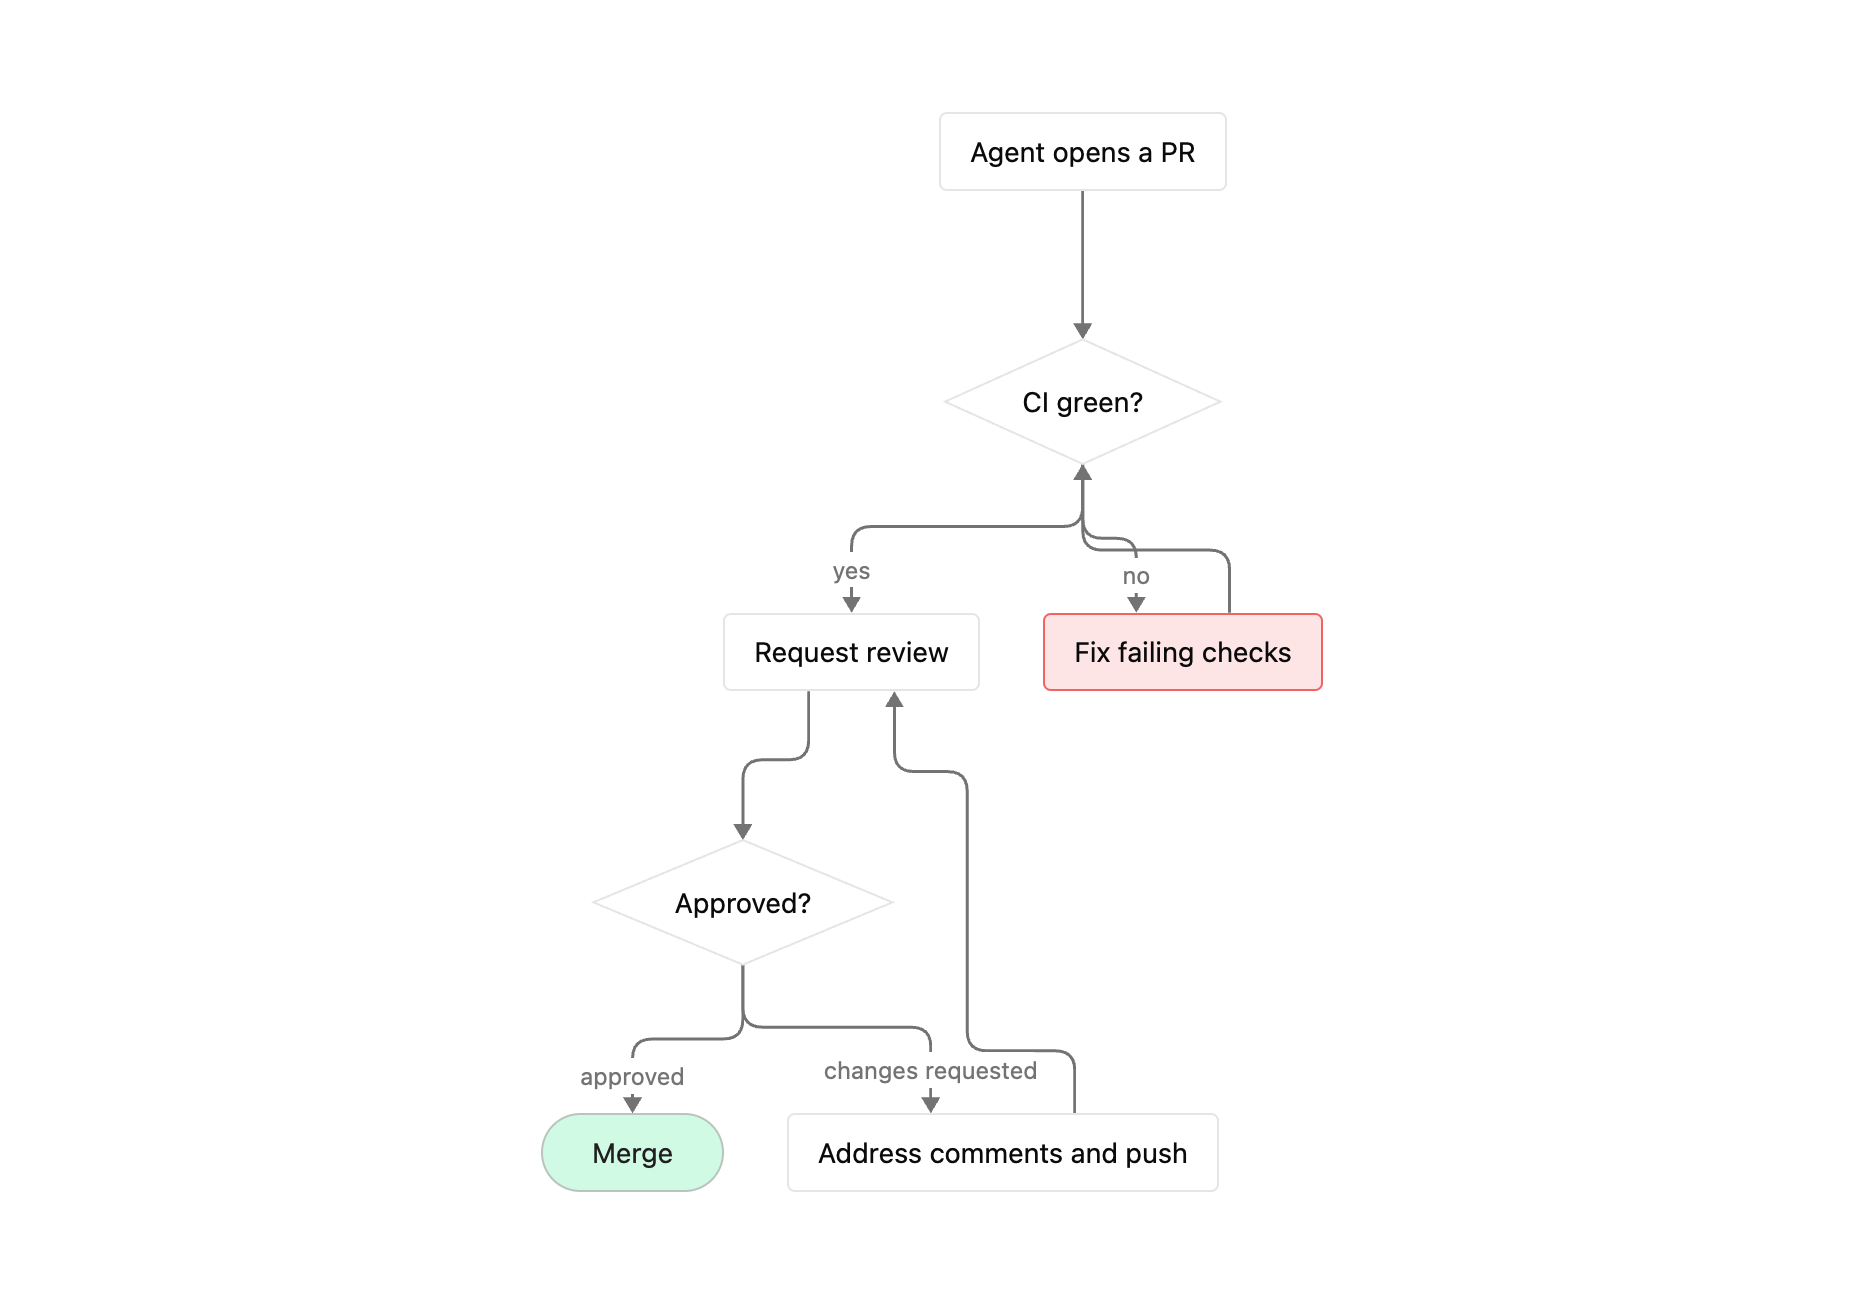 Agent opens a PR
CI green?
yes
no
Request review
Fix failing checks
Approved?
changes requested
approved
Merge
Address comments and push